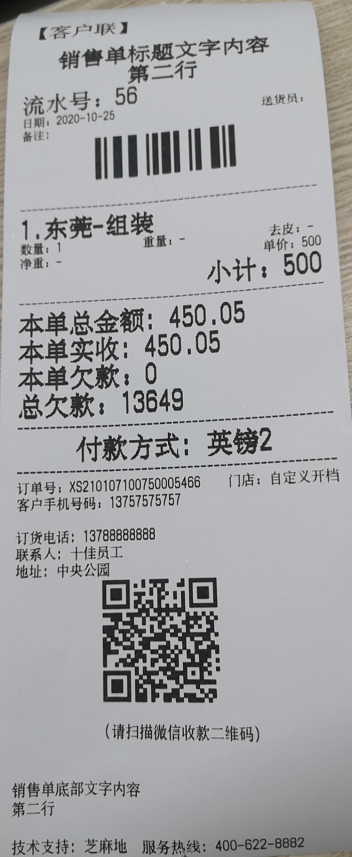 【客户联】
销售单标题文字内容
第二行
流水号：56 送货员：
日期：2020-10-25
备注：
1.东莞-组装
数量：1 重量：- 去皮：-
净重：- 单价：500
小计：500
本单总金额：450.05
本单实收：450.05
本单欠款：0
总欠款：13649
付款方式：英镑2
订单号：XS210107100750005466 门店：自定义开档
客户手机号码：13757575757
订货电话：13788888888
联系人：十佳员工
地址：中央公园
（请扫描微信收款二维码）
销售单底部文字内容
第二行
技术支持：芝麻地 服务热线：400-622-8882